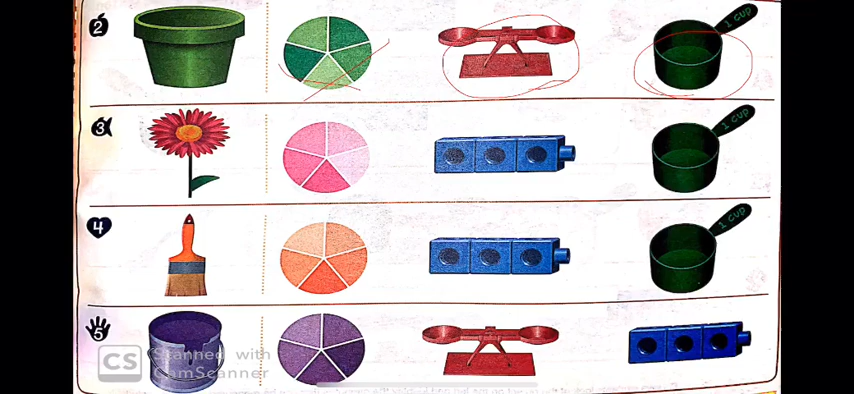 2
1 CUP
3
1 CUP
4
1 CUP
5
CS Scanned with
CamScanner